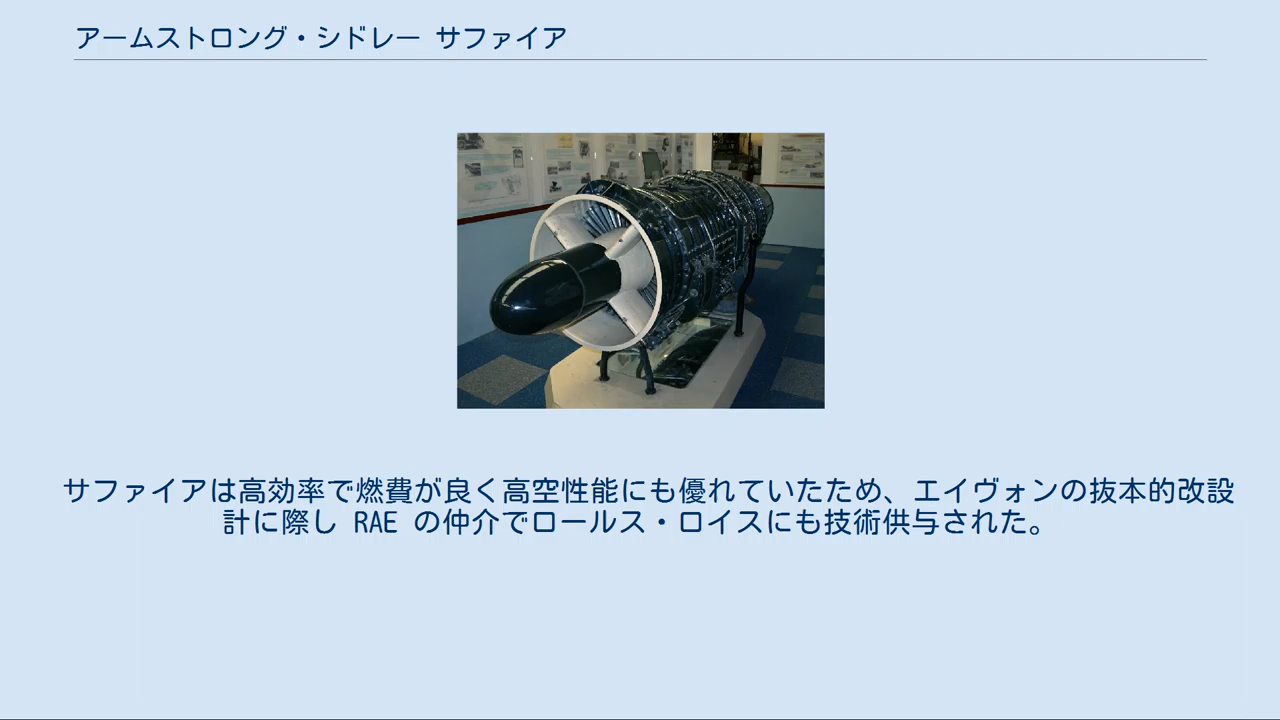 アームストロング・シドレー サファイア
サファイアは高効率で燃費が良く高空性能にも優れていたため、エイヴォンの抜本的改設
計に際し RAE の仲介でロールス・ロイスにも技術供与された。